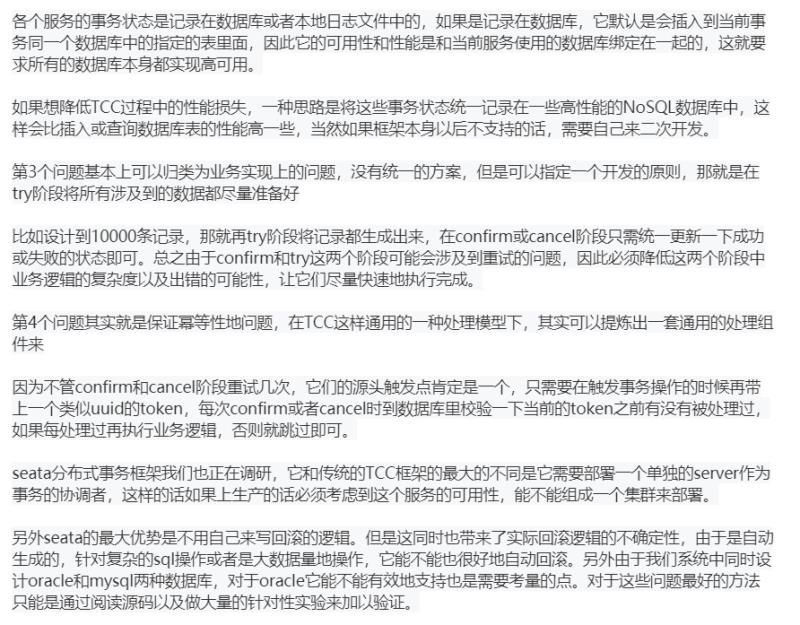 各个服务的事务状态是记录在数据库或者本地日志文件中的，如果是记录在数据库，它默认是会插入到当前事
务同一个数据库中的指定的表里面，因此它的可用性和性能是和当前服务使用的数据库绑定在一起的，这就要
求所有的数据库本身都实现高可用。
如果想降低TCC过程中的性能损失，一种思路是将这些事务状态统一记录在一些高性能的NoSQL数据库中，这
样会比插入或查询数据库表的性能高一些，当然如果框架本身以后不支持的话，需要自己来二次开发。
第3个问题基本上可以归类为业务实现上的问题，没有统一的方案，但是可以指定一个开发的原则，那就是在
try阶段将所有涉及到的数据都尽量准备好
比如设计到10000条记录，那就再try阶段将记录都生成出来，在confirm或cancel阶段只需统一更新一下成功
或失败的状态即可。总之由于confirm和try这两个阶段可能会涉及到重试的问题，因此必须降低这两个阶段中
业务逻辑的复杂度以及出错的可能性，让它们尽量快速地执行完成。
第4个问题其实就是保证幂等性地问题，在TCC这样通用的一种处理模型下，其实可以提炼出一套通用的处理组
件来
因为不管confirm和cancel阶段重试几次，它们的源头触发点肯定是一个，只需要在触发事务操作的时候再带
上一个类似uuid的token，每次confirm或者cancel时到数据库里校验一下当前的token之前有没有被处理过，
如果每处理过再执行业务逻辑，否则就跳过即可。
seata分布式事务框架我们也正在调研，它和传统的TCC框架的最大的不同是它需要部署一个单独的server作为
事务的协调者，这样的话如果上生产的话必须考虑到这个服务的可用性，能不能组成一个集群来部署。
另外seata的最大优势是不用自己来写回滚的逻辑。但是这同时也带来了实际回滚逻辑的不确定性，由于是自动
生成的，针对复杂的sql操作或者是大数据量地操作，它能不能也很好地自动回滚。另外由于我们系统中同时设
计oracle和mysql两种数据库，对于oracle它能不能有效地支持也是需要考量的点。对于这些问题最好的方法
只能是通过阅读源码以及做大量的针对性实验来加以验证。